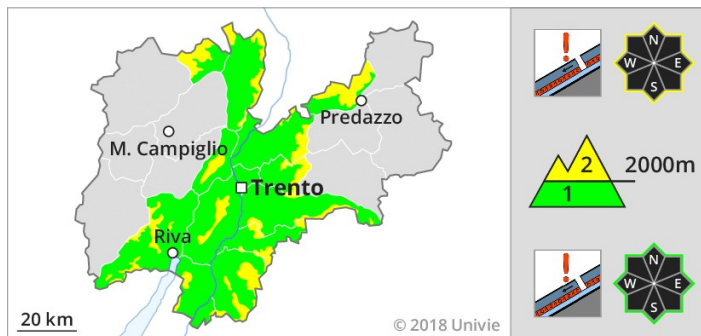 Predazzo
M. Campiglio
Trento
Riva
20 km
© 2018 Univie
N
W E
S
2 2000m
1
N
W E
S